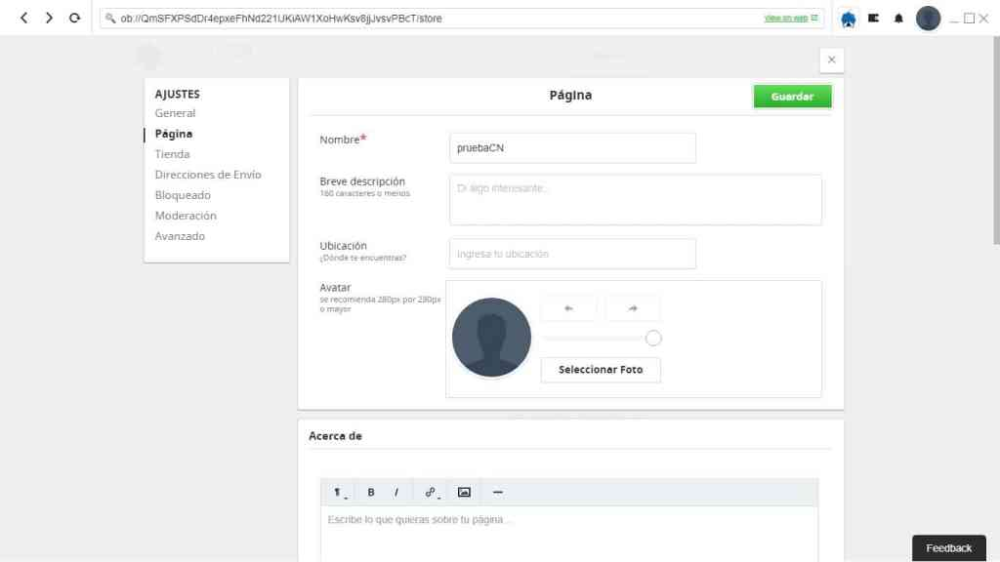 ob://QmSFXPSdDr4epxeFhNd221UKiAW1XoHwKsv8jjJvsvPBcT/store
View on web
AJUSTES
General
Página
Tienda
Direcciones de Envío
Bloqueado
Moderación
Avanzado
Página
Guardar
Nombre*
pruebaCN
Breve descripción
160 caracteres o menos
Di algo interesante...
Ubicación
¿Dónde te encuentras?
Ingresa tu ubicación
Avatar
se recomienda 280px por 280px
o mayor
Seleccionar Foto
Acerca de
B I
Escribe lo que quieras sobre tu página...
Feedback